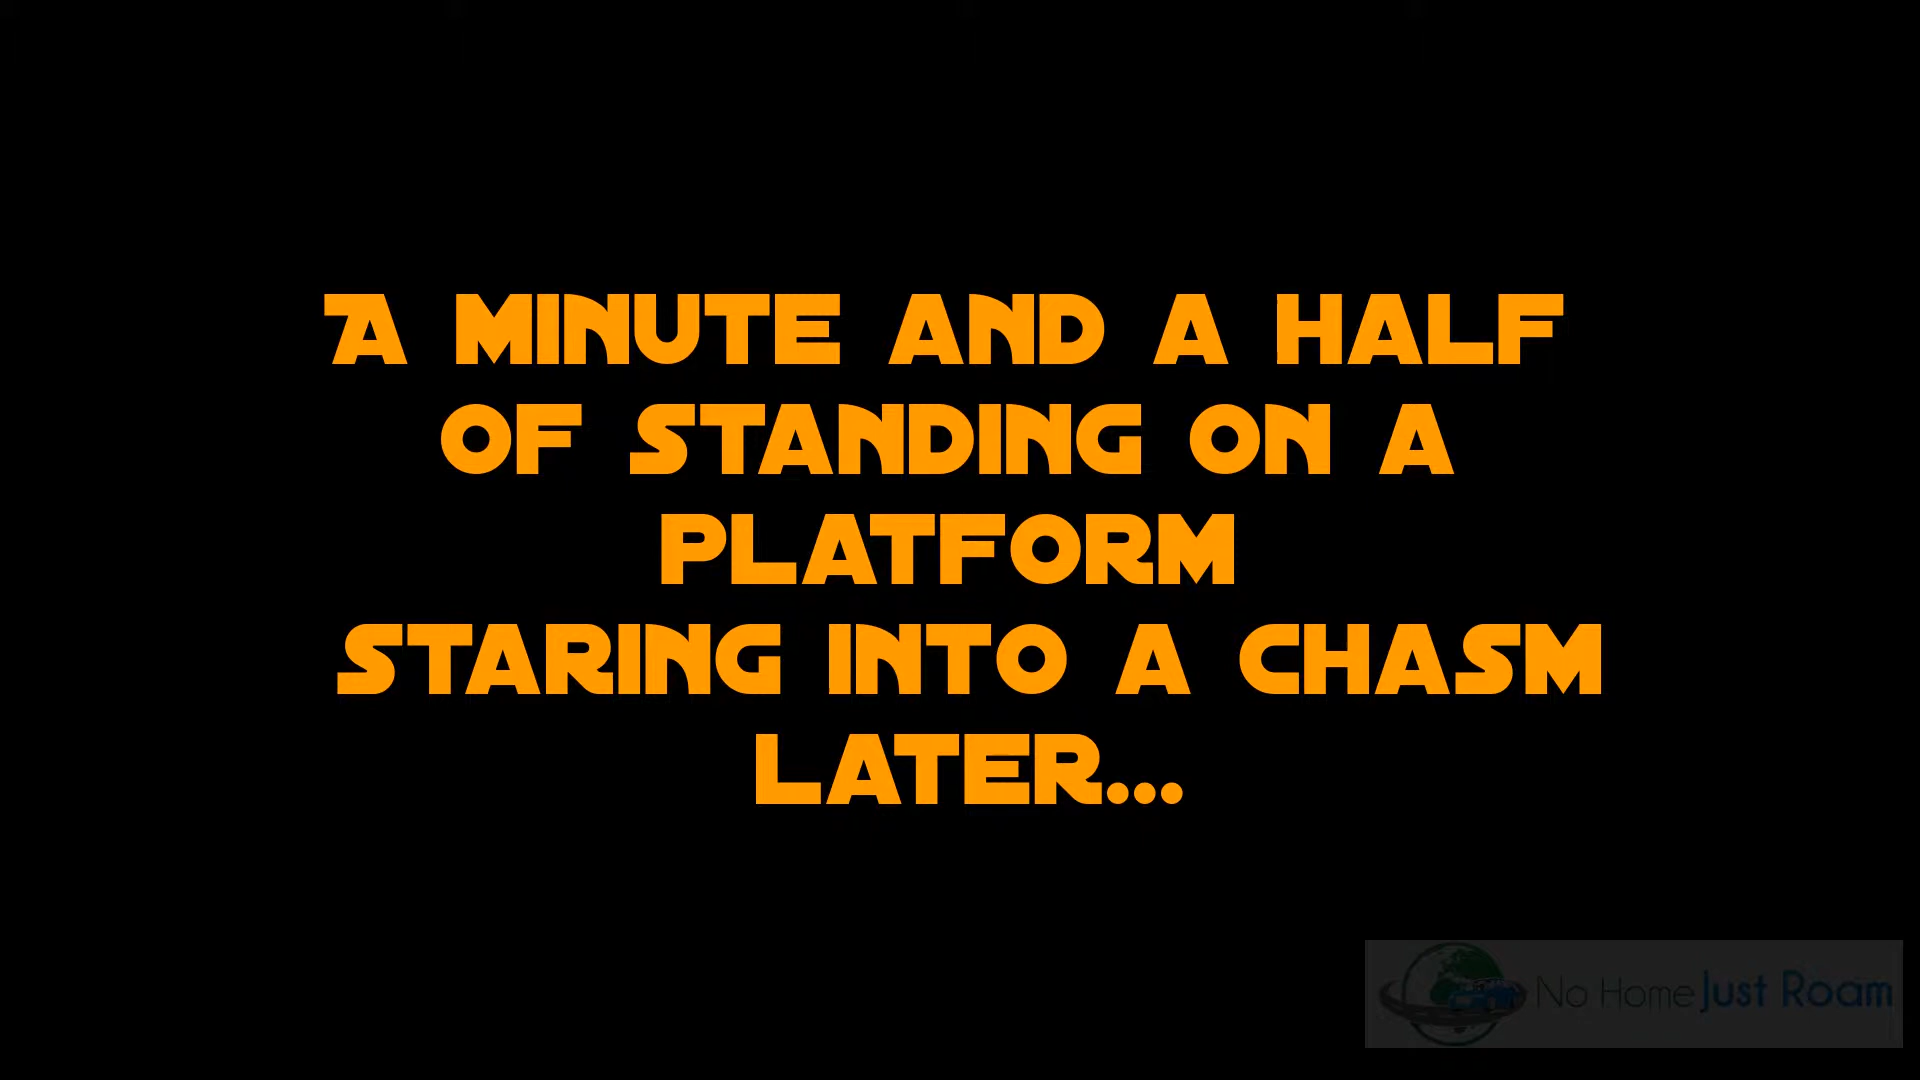 A MINUTE AND A HALF
OF STANDING ON A
PLATFORM
STARING INTO A CHASM
LATER...
No Home Just Roam